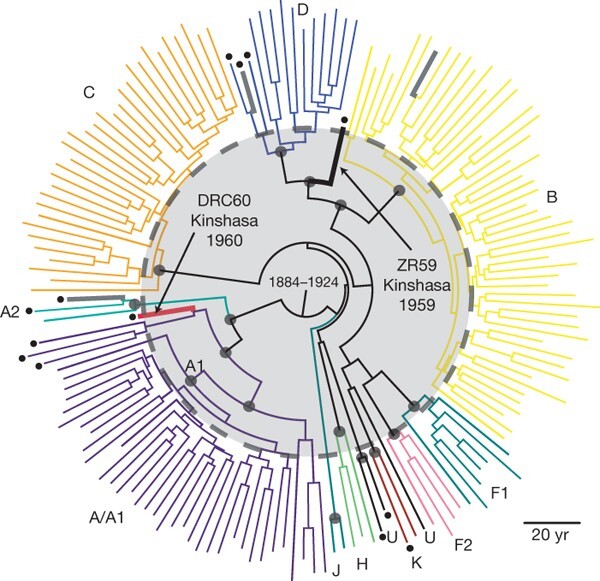 D
C
B
DRC60
Kinshasa
1960
ZR59
Kinshasa
1959
1884–1924
A2
A1
A/A1
F1
F2
U
U
K
H
J
20 yr